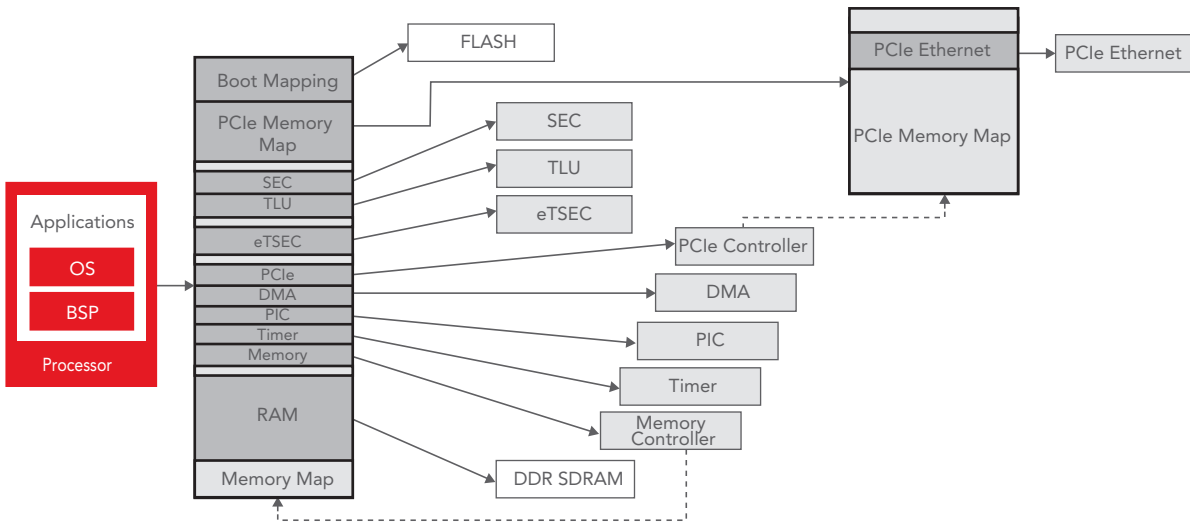 Applications
OS
BSP
Processor
Boot Mapping
PCIe Memory
Map
SEC
TLU
eTSEC
PCIe
DMA
PIC
Timer
Memory
RAM
Memory Map
FLASH
SEC
TLU
eTSEC
PCIe Controller
DMA
PIC
Timer
Memory
Controller
DDR SDRAM
PCIe Ethernet
PCIe Memory Map
PCIe Ethernet